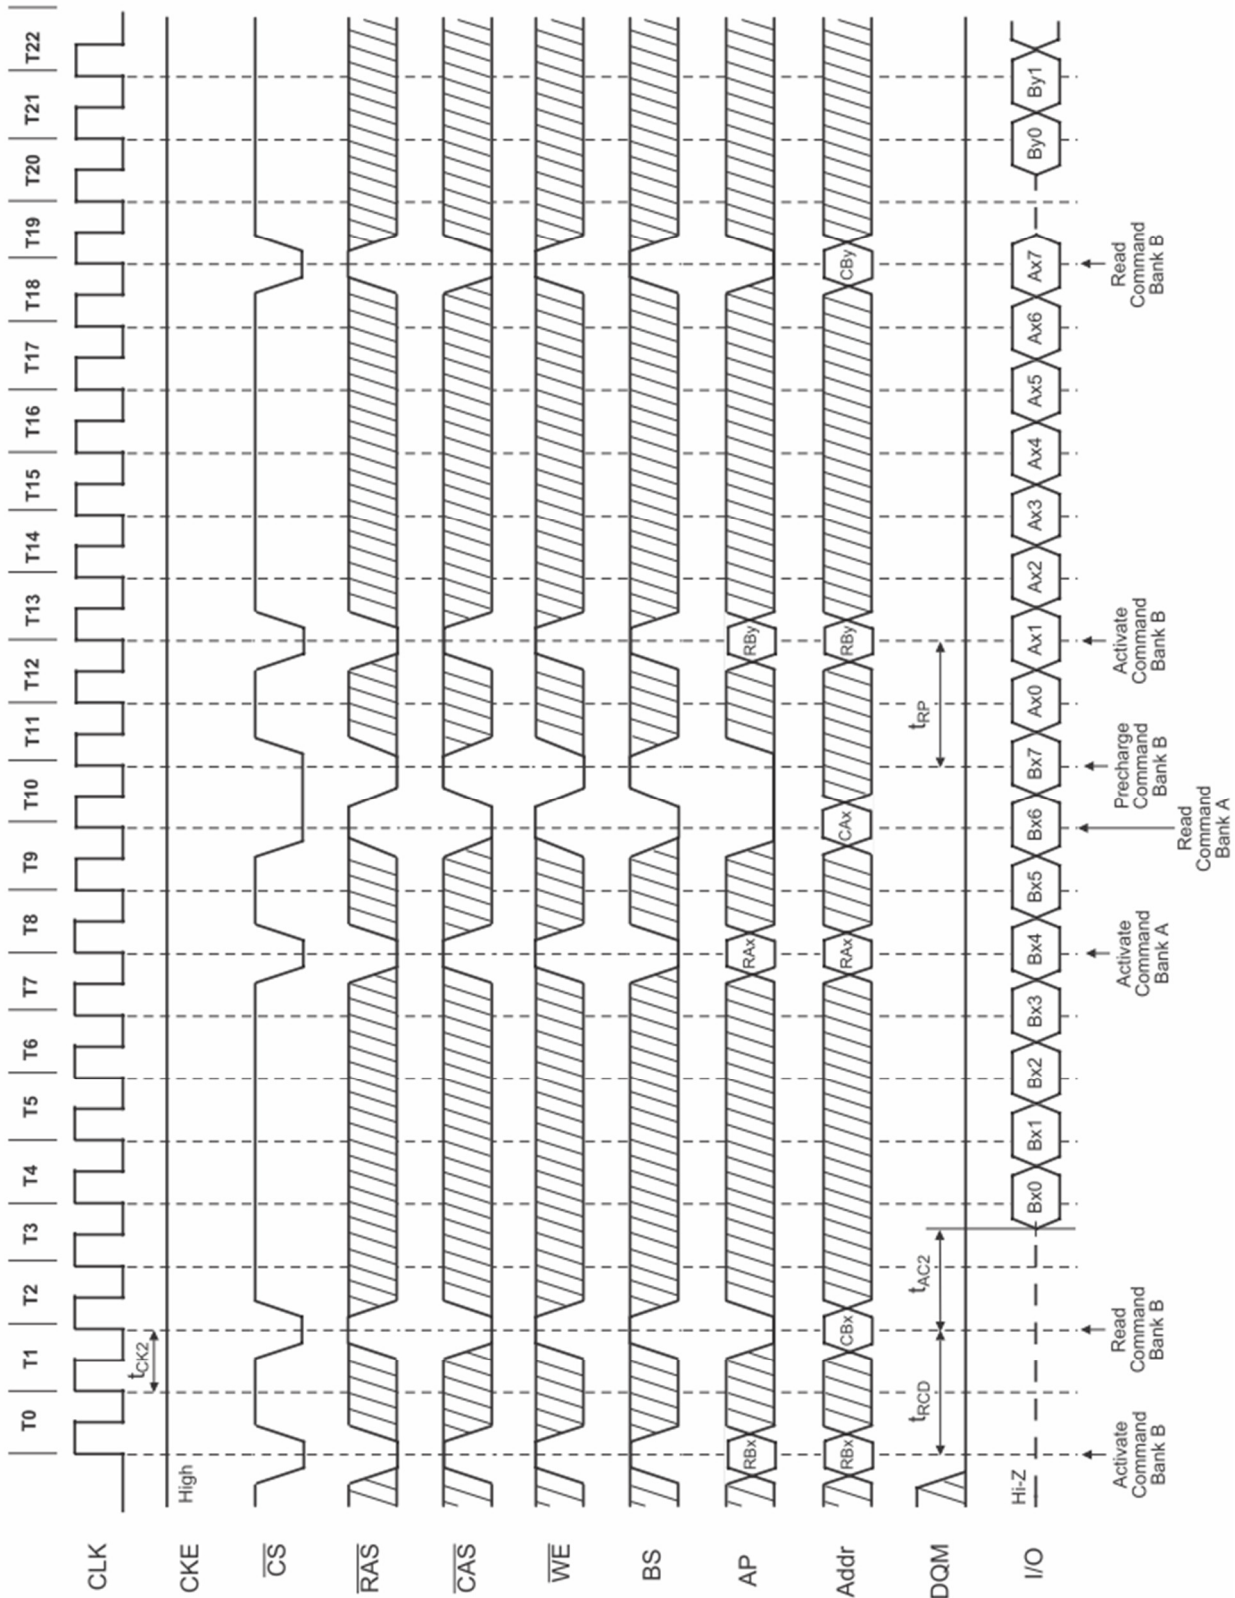 T0 T1 T2 T3 T4 T5 T6 T7 T8 T9 T10 T11 T12 T13 T14 T15 T16 T17 T18 T19 T20 T21 T22
CLK
tCK2
CKE
High
CS
RAS
CAS
WE
BS
AP
RBx RAx RBy
Addr
RBx CBx RAx CAx RBy CBy
DQM
tRCD tAC2 tRP
I/O
Hi-Z
Bx0 Bx1 Bx2 Bx3 Bx4 Bx5 Bx6 Bx7 Ax0 Ax1 Ax2 Ax3 Ax4 Ax5 Ax6 Ax7 By0 By1
Activate
Command
Bank B
Read
Command
Bank B
Activate
Command
Bank A
Read
Command
Bank A
Precharge
Command
Bank B
Activate
Command
Bank B
Read
Command
Bank B